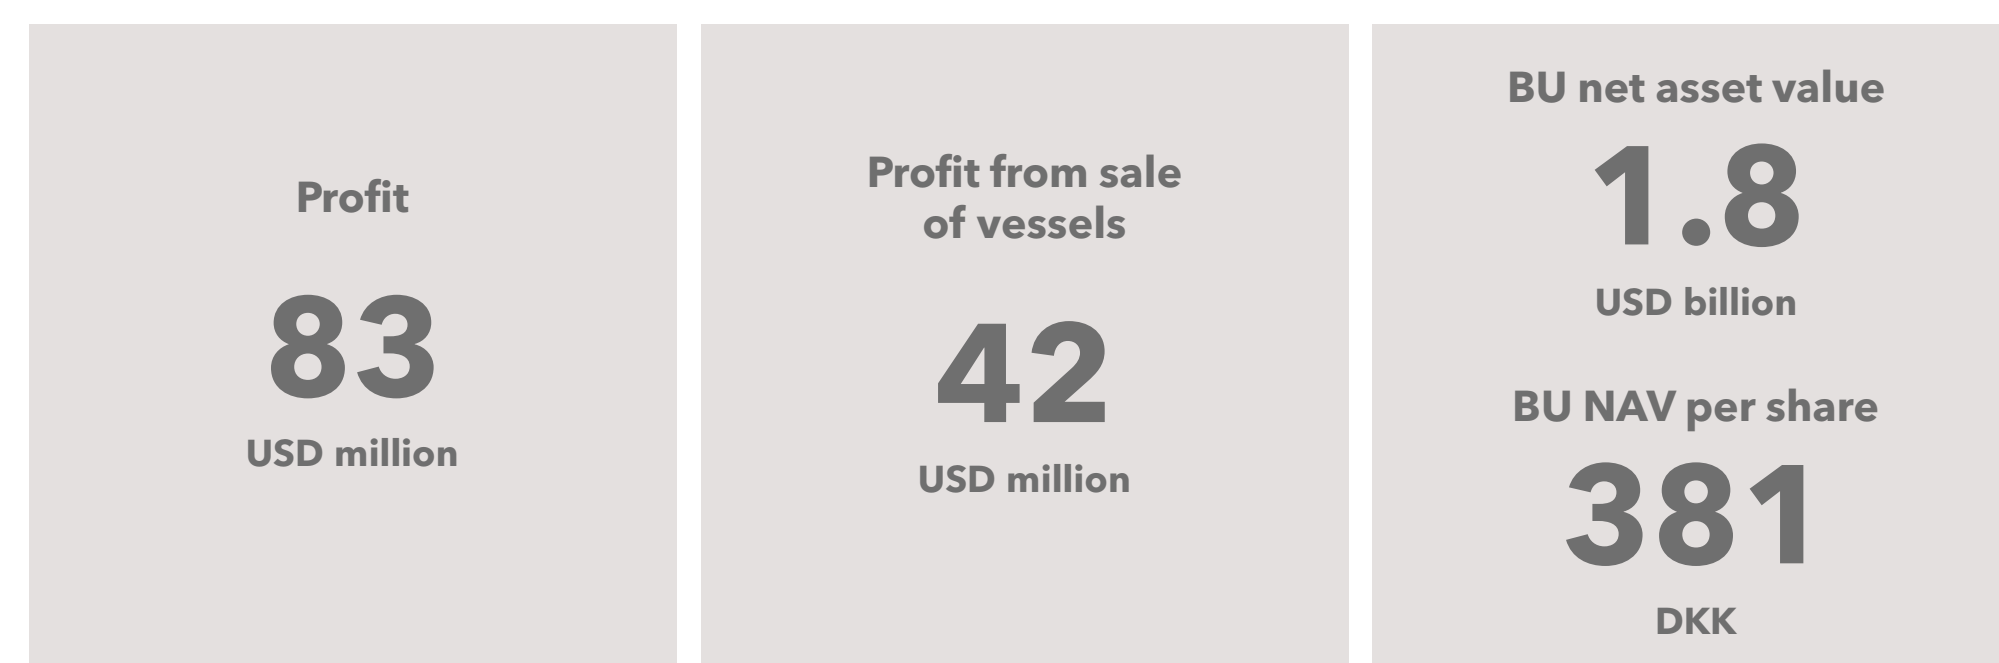 Profit
83
USD million
Profit from sale
of vessels
42
USD million
BU net asset value
1.8
USD billion
BU NAV per share
381
DKK